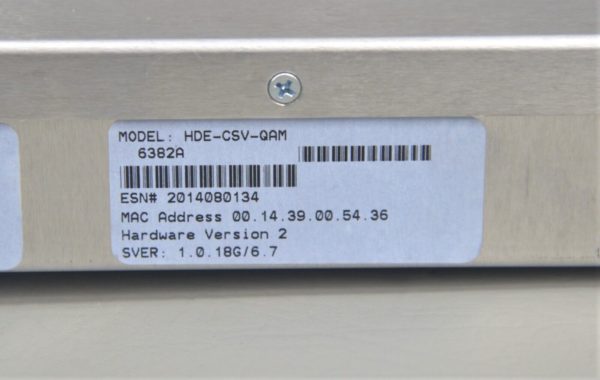 MODEL: HDE-CSV-QAM
6382A
ESN# 2014080134
MAC Address 00.14.39.00.54.36
Hardware Version 2
SVER: 1.0.18G/6.7